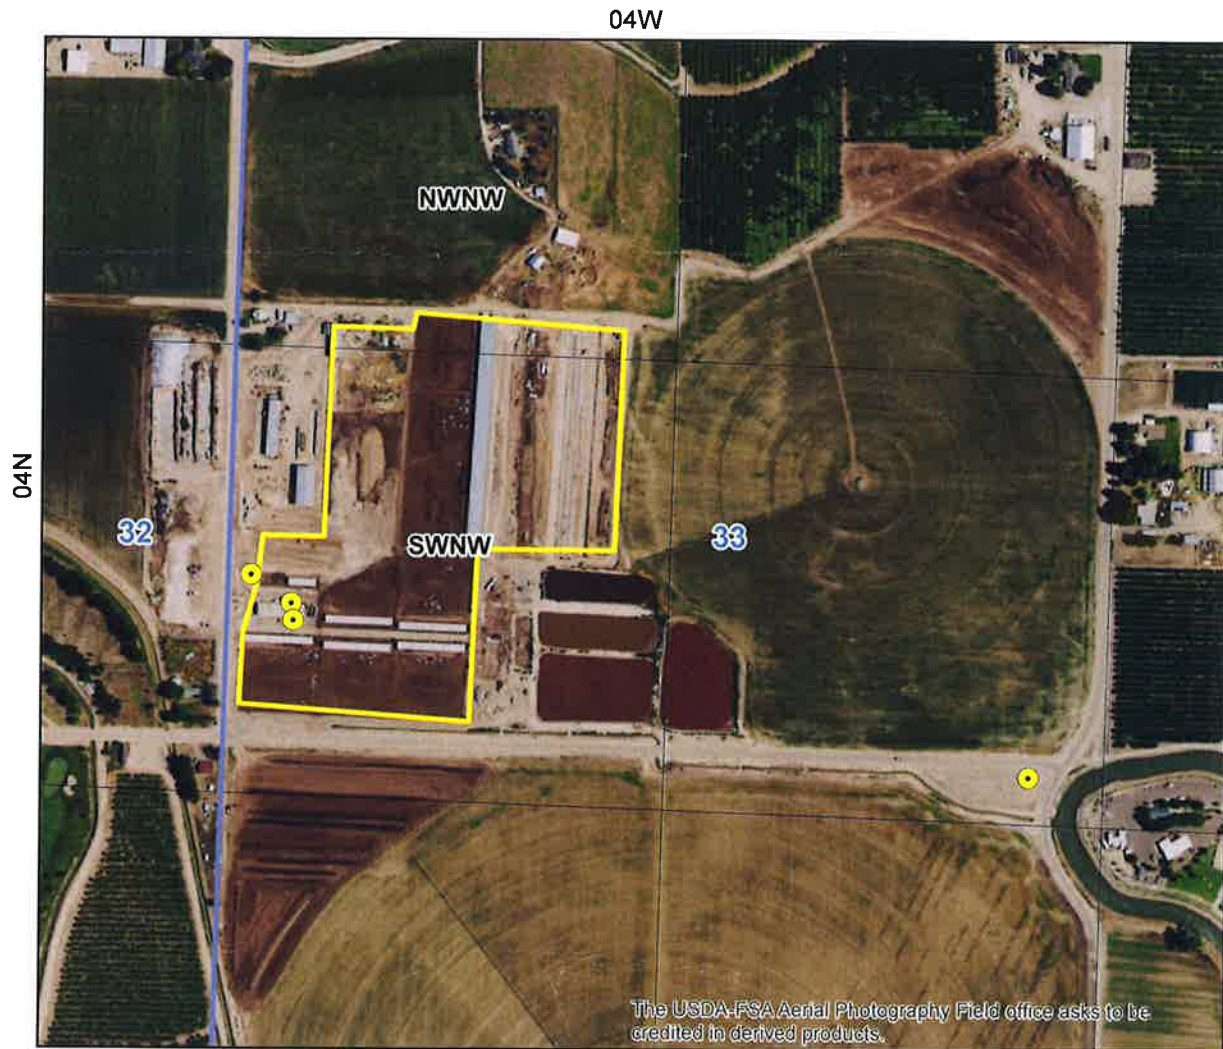 04W
NWNW
04N
32
SWNW
33
The USDA-FSA Aerial Photography Field office asks to be
credited in derived products.